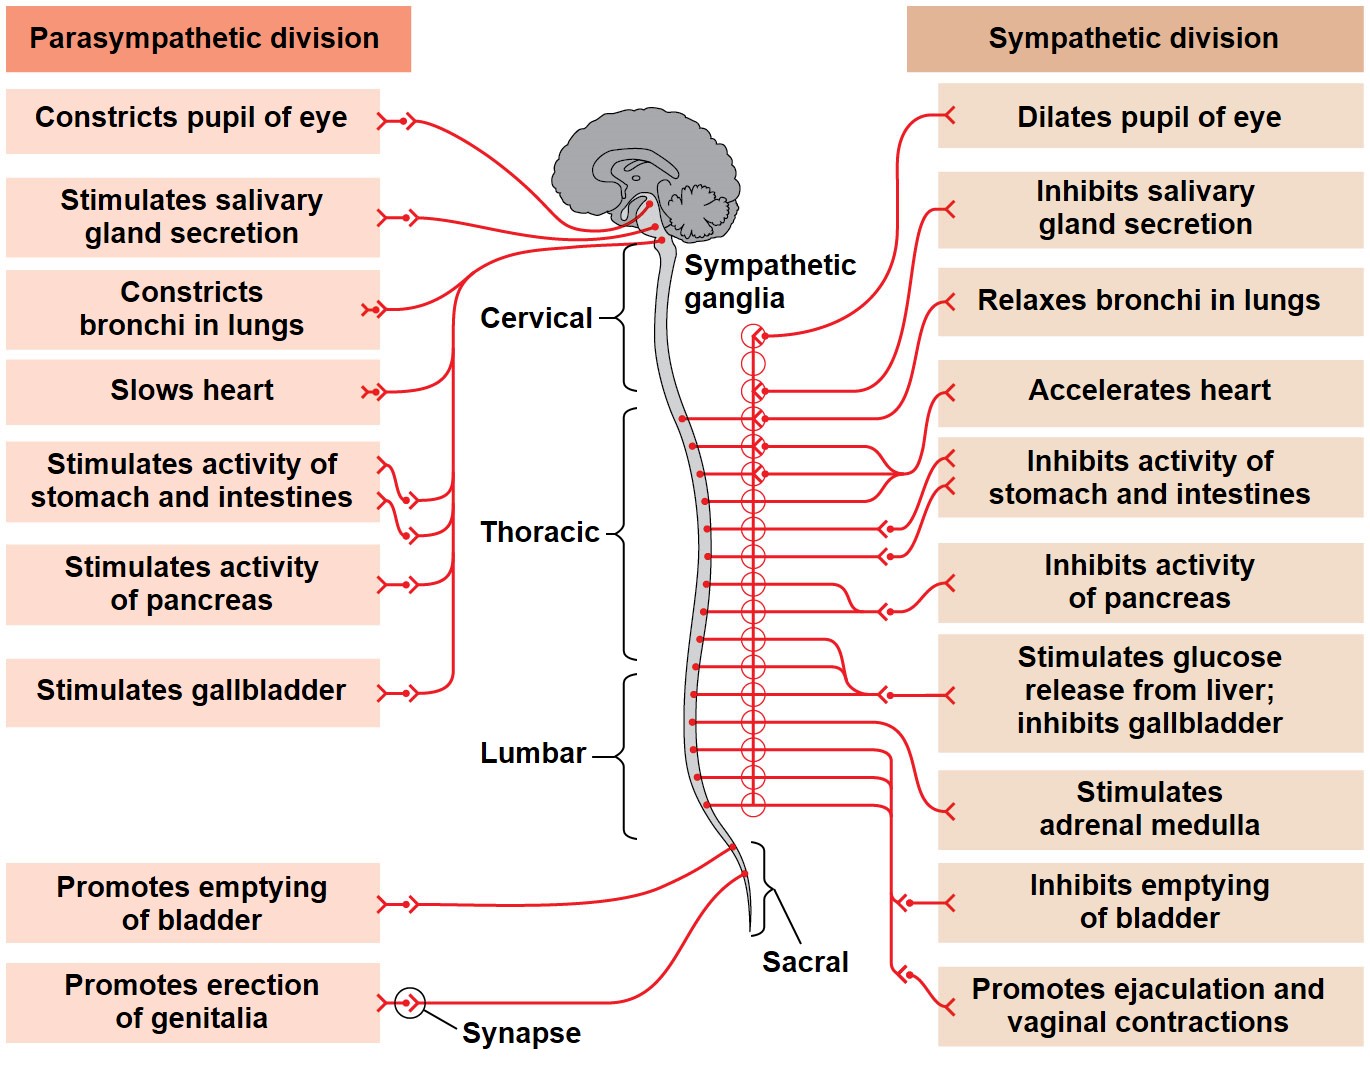 Parasympathetic division
Constricts pupil of eye
Stimulates salivary
gland secretion
Constricts
bronchi in lungs
Slows heart
Stimulates activity of
stomach and intestines
Stimulates activity
of pancreas
Stimulates gallbladder
Promotes emptying
of bladder
Promotes erection
of genitalia
Synapse
Cervical
Thoracic
Lumbar
Sacral
Sympathetic
ganglia
Sympathetic division
Dilates pupil of eye
Inhibits salivary
gland secretion
Relaxes bronchi in lungs
Accelerates heart
Inhibits activity of
stomach and intestines
Inhibits activity
of pancreas
Stimulates glucose
release from liver;
inhibits gallbladder
Stimulates
adrenal medulla
Inhibits emptying
of bladder
Promotes ejaculation and
vaginal contractions